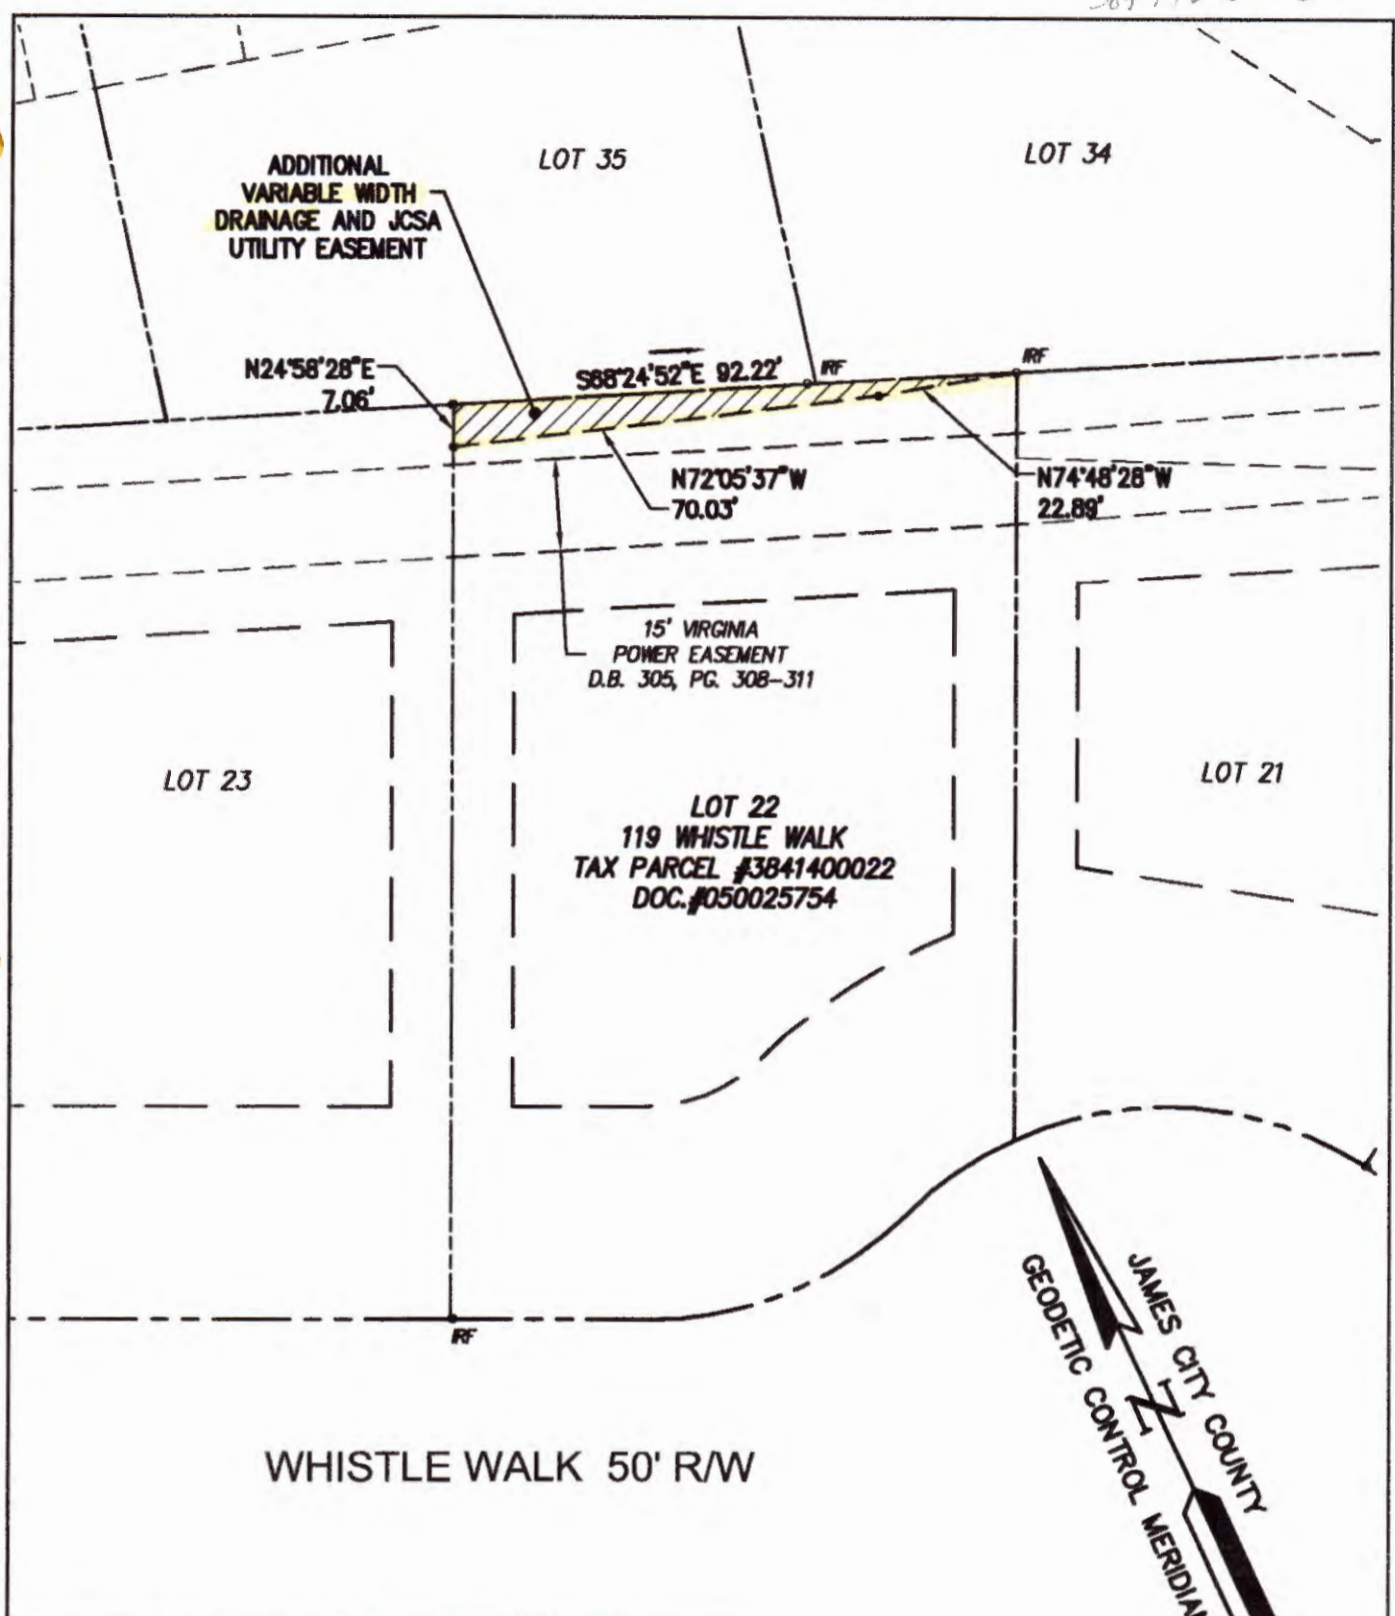 LOT 35
LOT 34
ADDITIONAL
VARIABLE WIDTH
DRAINAGE AND JCSA
UTILITY EASEMENT
N24°58'28"E
7.06'
S68°24'52"E 92.22'
IRF
IRF
N72°05'37"W
70.03'
N74°48'28"W
22.89'
15' VIRGINIA
POWER EASEMENT
D.B. 305, PG. 308-311
LOT 23
LOT 22
119 WHISTLE WALK
TAX PARCEL #3841400022
DOC.#050025754
LOT 21
IRF
WHISTLE WALK 50' R/W
JAMES CITY COUNTY
GEODETIC CONTROL MERIDIAN